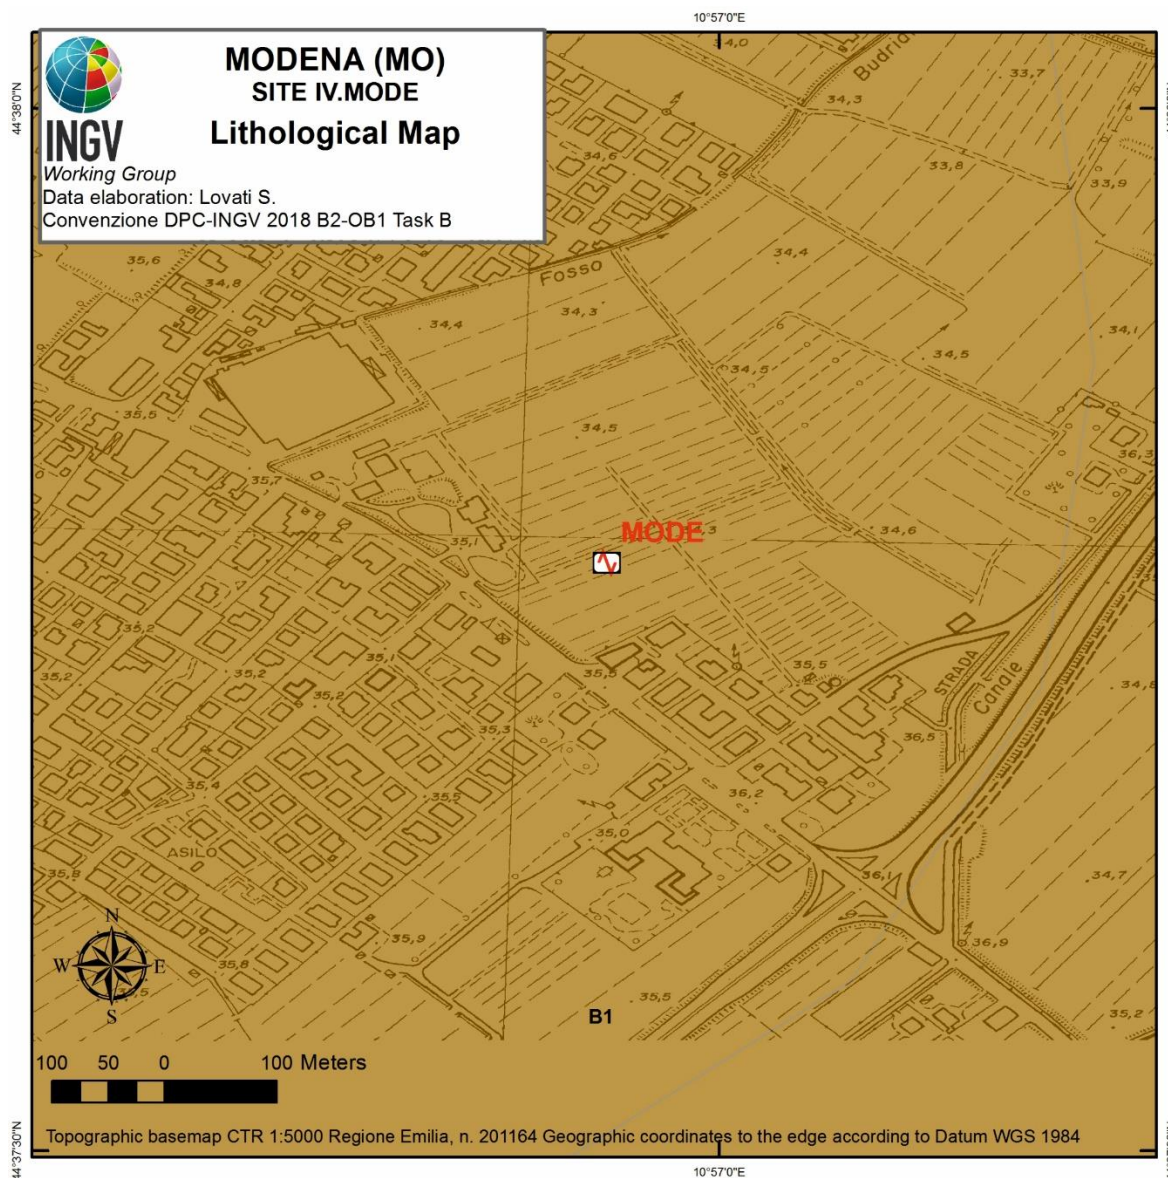 10°57'0"E
MODENA (MO)
SITE IV.MODE
Lithological Map
INGV
Working Group
Data elaboration: Lovati S.
Convenzione DPC-INGV 2018 B2-OB1 Task B
44°38'0"N
34,0
Budria
33,7
34,3
34,6
33,8
33,9
35,6
34,8
Fosso
34,4
34,3
34,4
34,1
34,5
34,5
35,5
34,5
36,3
35,7
MODE
34,6
35,1
35,2
35,1
35,2
35,2
35,2
35,5
35,5
STRADA
Canale
34,8
35,3
36,5
35,4
35,5
36,2
35,0
ASILO
35,8
36,1
34,7
N
W E
S
35,9
36,9
35,8
35,5
B1
35,2
100 50 0 100 Meters
44°37'30"N
Topographic basemap CTR 1:5000 Regione Emilia, n. 201164 Geographic coordinates to the edge according to Datum WGS 1984
10°57'0"E